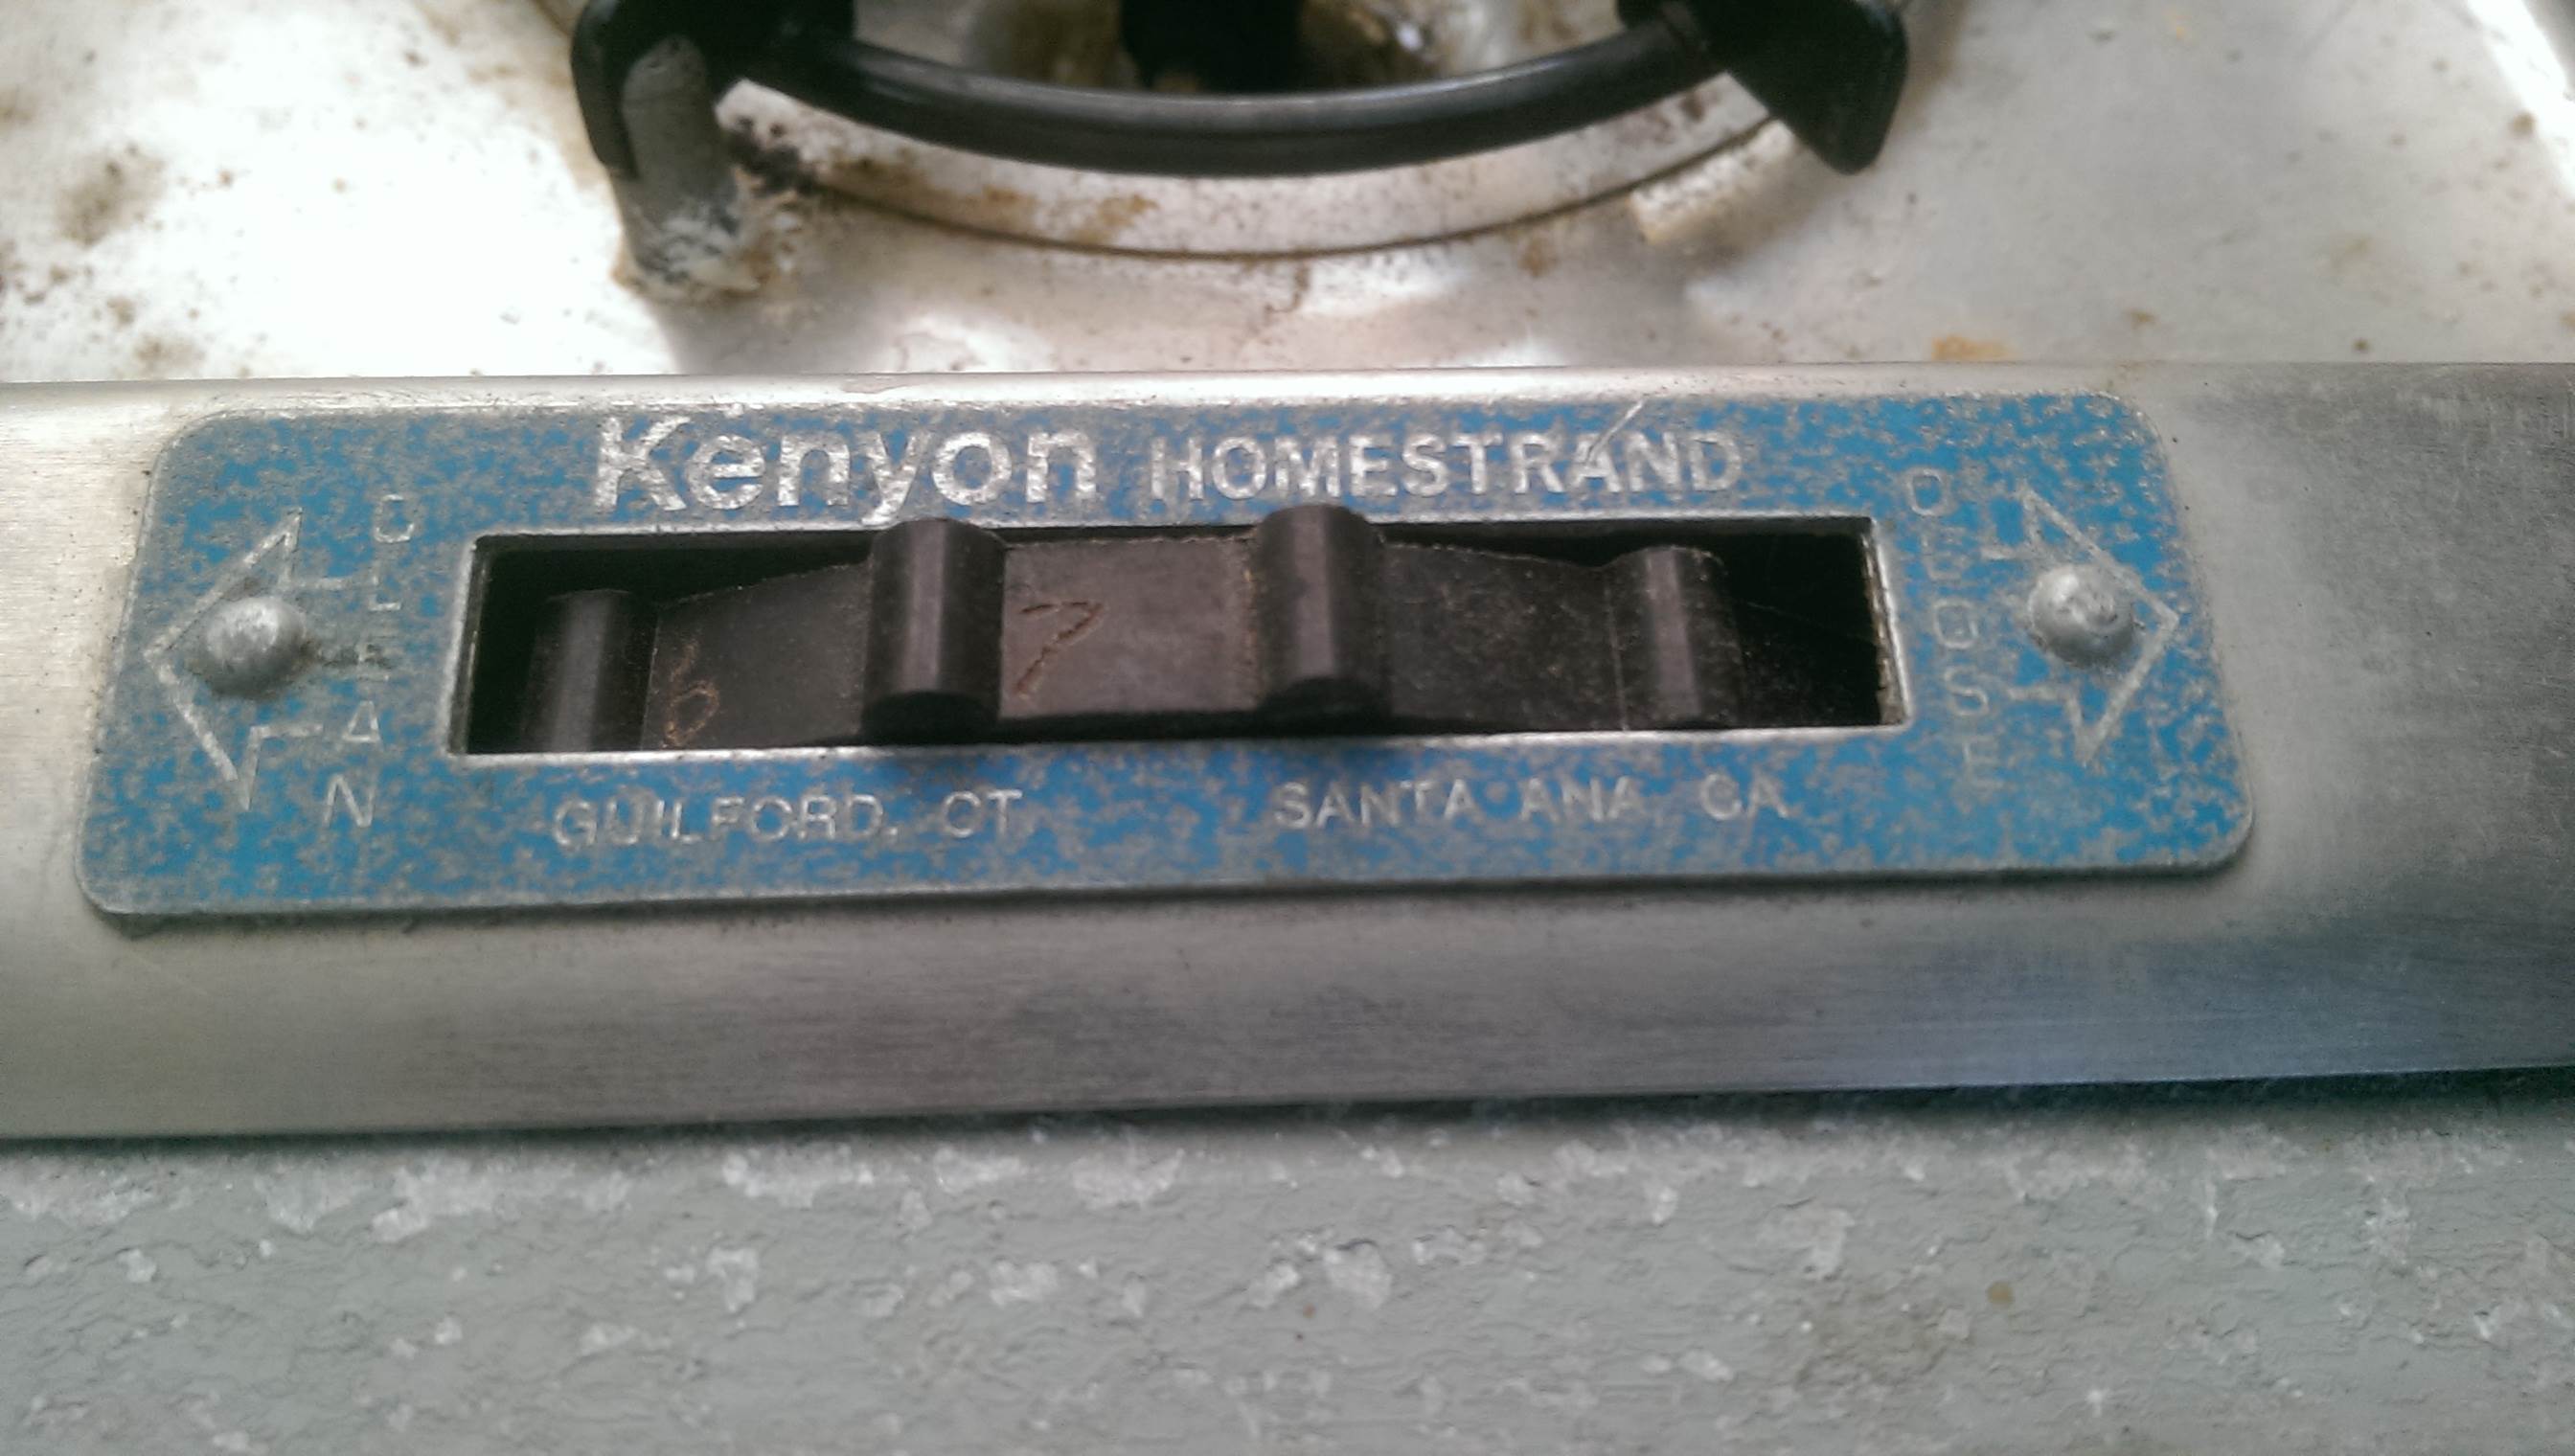 Kenyon HOMESTRAND
CLEAN
6
7
CLOSE
GUILFORD, CT. SANTA ANA, CA.